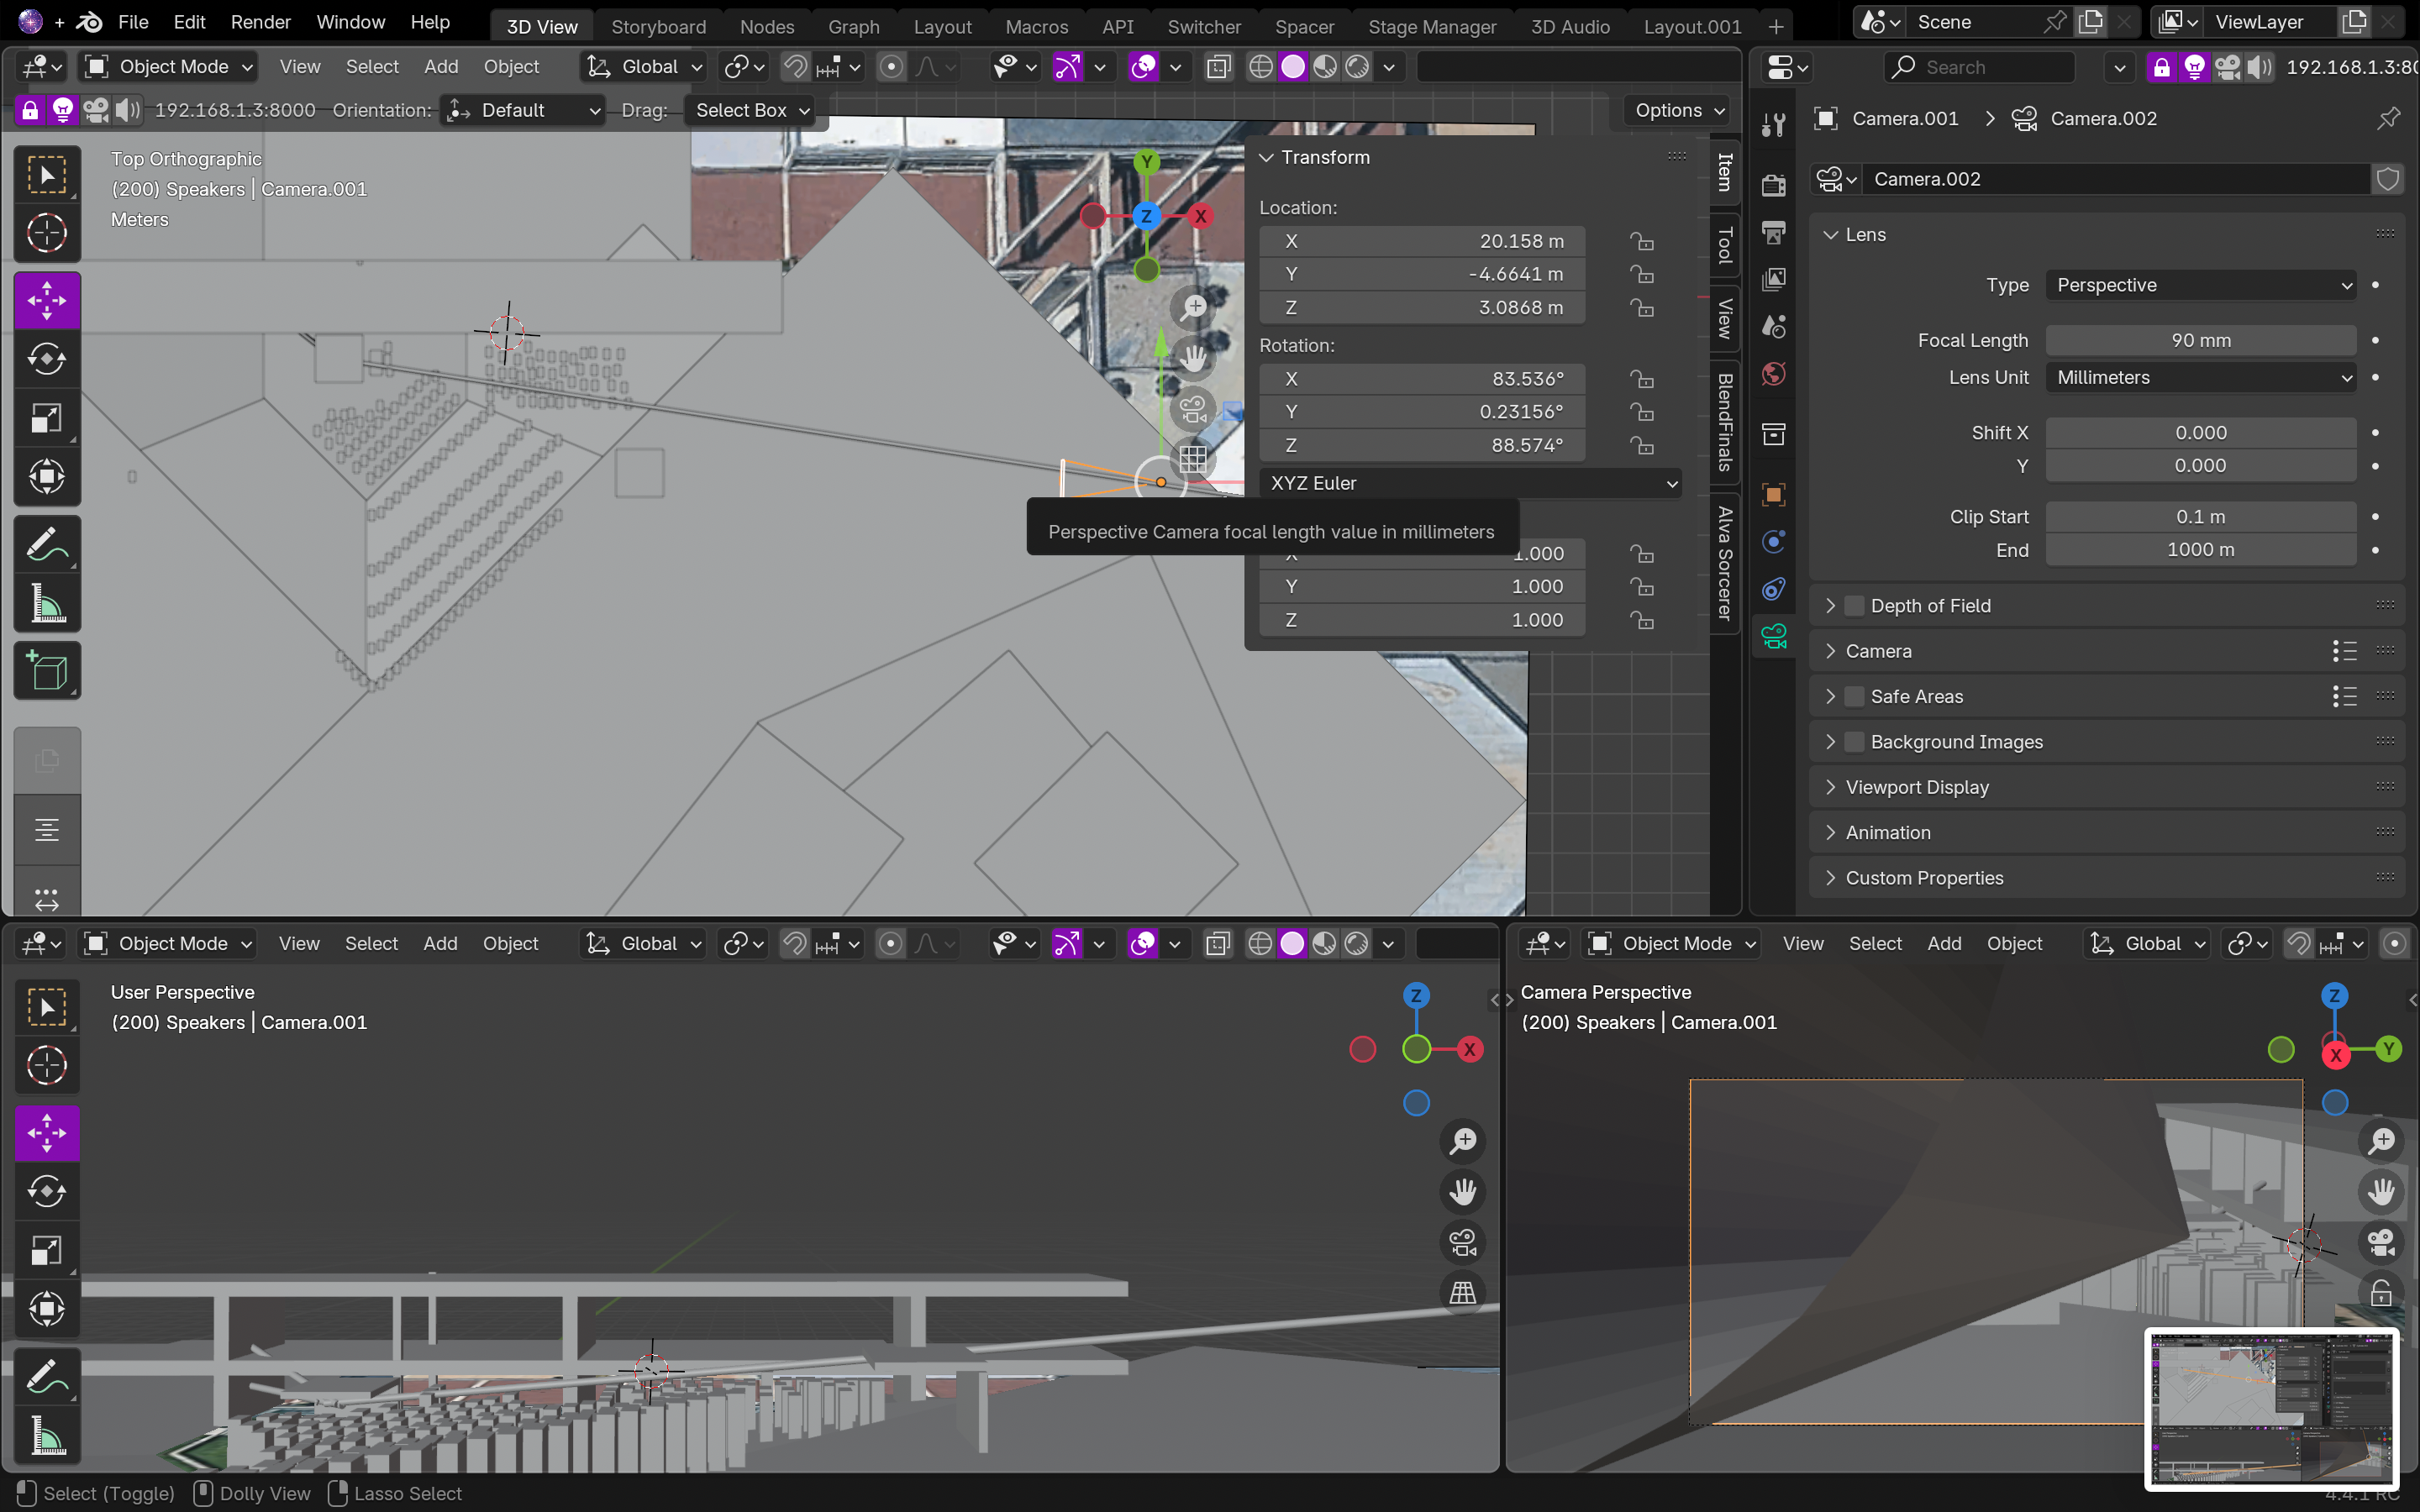 File Edit Render Window Help 3D View Storyboard Nodes Graph Layout Macros API Switcher Spacer Stage Manager 3D Audio Layout.001 Scene ViewLayer
Object Mode View Select Add Object Global
192.168.1.3:8000 Orientation: Default Drag: Select Box Options
Top Orthographic
(200) Speakers | Camera.001
Meters
Y
Z X
Transform
Location:
X 20.158 m
Y -4.6641 m
Z 3.0868 m
Rotation:
X 83.536°
Y 0.23156°
Z 88.574°
XYZ Euler
Perspective Camera focal length value in millimeters
X 1.000
Y 1.000
Z 1.000
Item
Tool
View
BlendFinals
Alva Sorcerer
Search 192.168.1.3:80
Camera.001 > Camera.002
Camera.002
Lens
Type Perspective
Focal Length 90 mm
Lens Unit Millimeters
Shift X 0.000
Y 0.000
Clip Start 0.1 m
End 1000 m
Depth of Field
Camera
Safe Areas
Background Images
Viewport Display
Animation
Custom Properties
Object Mode View Select Add Object Global
User Perspective
(200) Speakers | Camera.001
Z
X
Object Mode View Select Add Object Global
Camera Perspective
(200) Speakers | Camera.001
Z
X Y
Select (Toggle) Dolly View Lasso Select